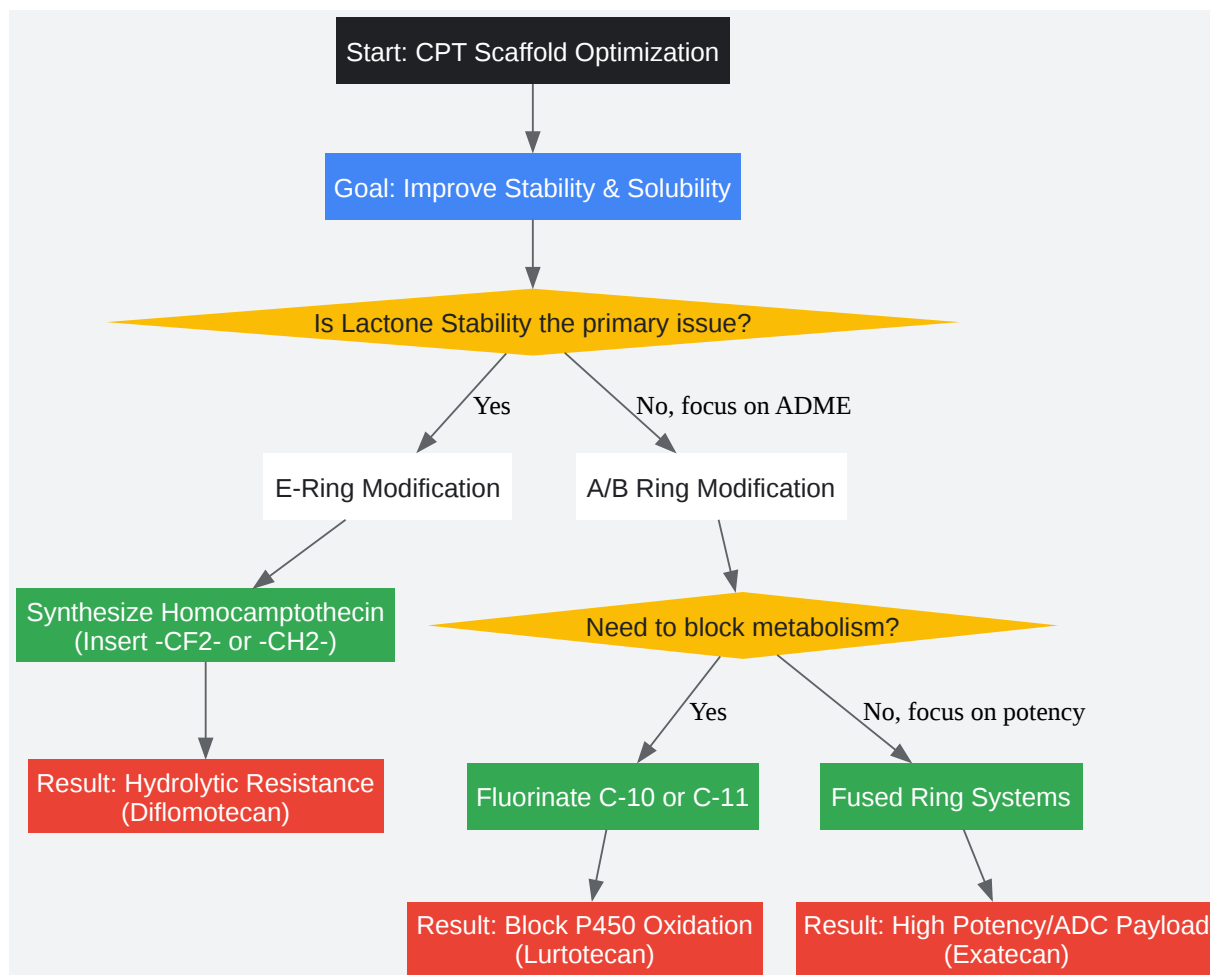 Start: CPT Scaffold Optimization
Goal: Improve Stability & Solubility
Is Lactone Stability the primary issue?
Yes
No, focus on ADME
E-Ring Modification
A/B Ring Modification
Synthesize Homocamptothecin
(Insert -CF2- or -CH2-)
Need to block metabolism?
Yes
No, focus on potency
Result: Hydrolytic Resistance
(Diflomotecan)
Fluorinate C-10 or C-11
Fused Ring Systems
Result: Block P450 Oxidation
(Lurtotecan)
Result: High Potency/ADC Payload
(Exatecan)